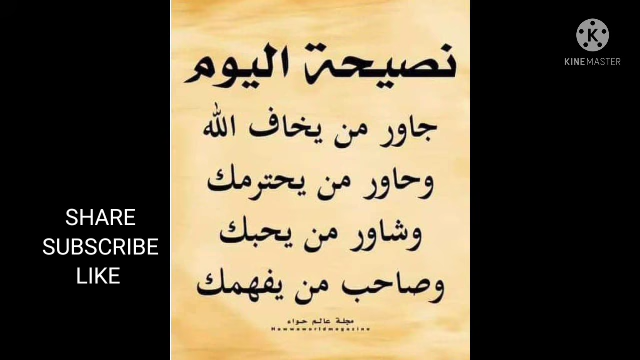 نصيحة اليوم
جاور من يخاف الله
وحاور من يحترمك
وشاور من يحبك
وصاحب من يفهمك
مجلة عالم حواء
Hawwaworldmagazine
SHARE
SUBSCRIBE
LIKE
K
KINEMASTER